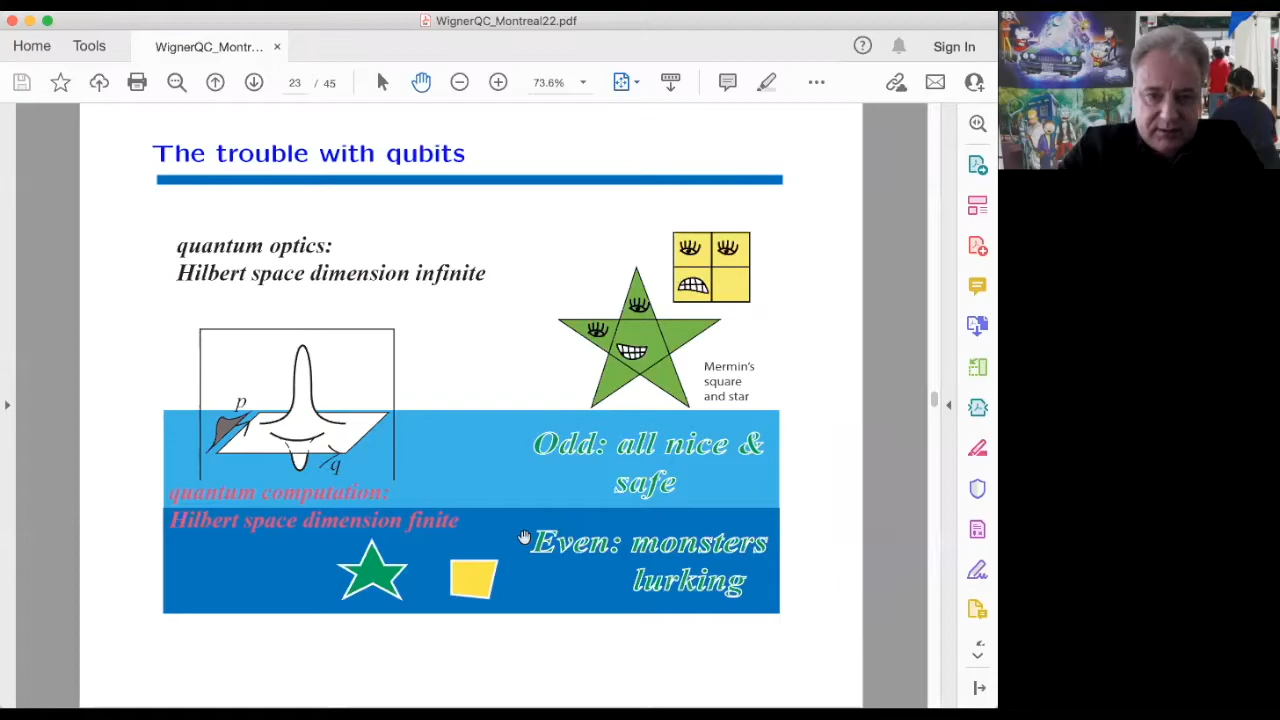 WignerQC_Montreal22.pdf
Home
Tools
WignerQC_Montr...
Sign In
23 / 45
73.6%
The trouble with qubits
quantum optics:
Hilbert space dimension infinite
Mermin's
square
and star
p
q
Odd: all nice &
safe
quantum computation:
Hilbert space dimension finite
Even: monsters
lurking